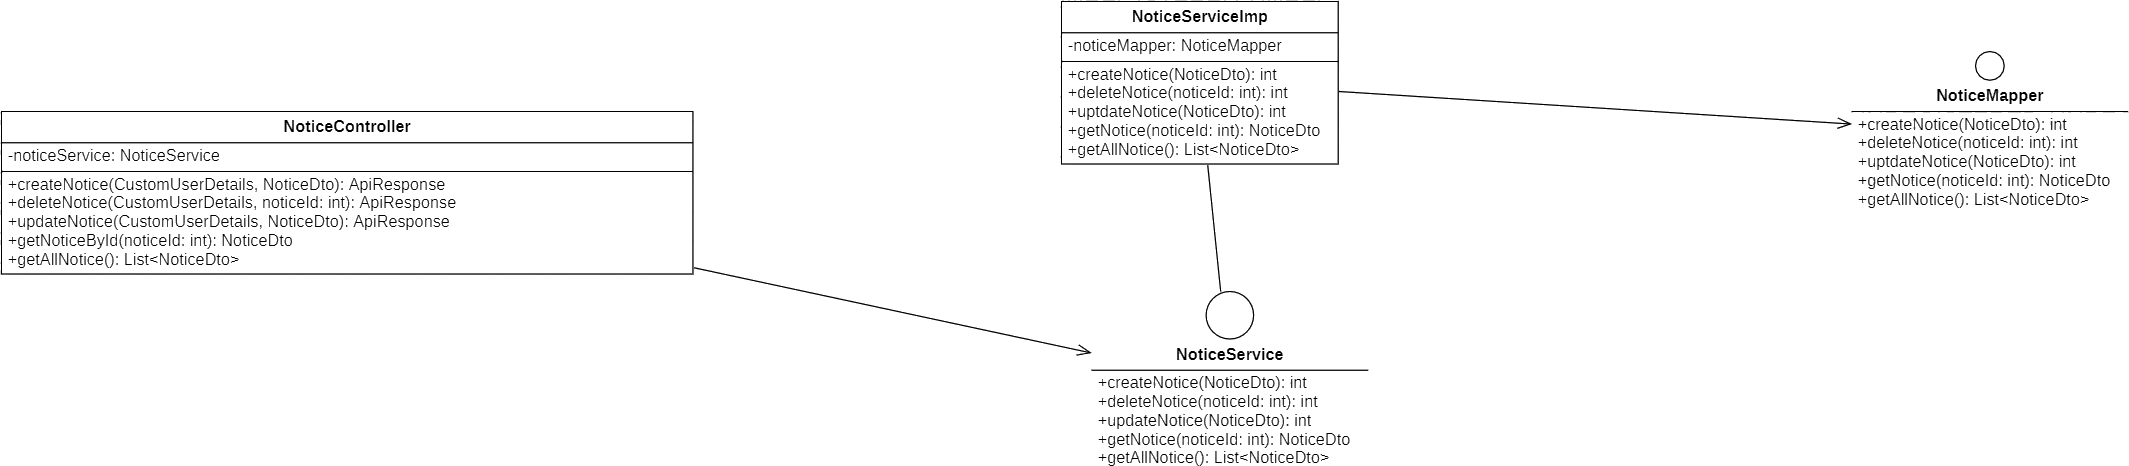 NoticeController
-noticeService: NoticeService
+createNotice(CustomUserDetails, NoticeDto): ApiResponse
+deleteNotice(CustomUserDetails, noticeId: int): ApiResponse
+updateNotice(CustomUserDetails, NoticeDto): ApiResponse
+getNoticeById(noticeId: int): NoticeDto
+getAllNotice(): List<NoticeDto>
NoticeServiceImp
-noticeMapper: NoticeMapper
+createNotice(NoticeDto): int
+deleteNotice(noticeId: int): int
+uptdateNotice(NoticeDto): int
+getNotice(noticeId: int): NoticeDto
+getAllNotice(): List<NoticeDto>
NoticeService
+createNotice(NoticeDto): int
+deleteNotice(noticeId: int): int
+updateNotice(NoticeDto): int
+getNotice(noticeId: int): NoticeDto
+getAllNotice(): List<NoticeDto>
NoticeMapper
+createNotice(NoticeDto): int
+deleteNotice(noticeId: int): int
+uptdateNotice(NoticeDto): int
+getNotice(noticeId: int): NoticeDto
+getAllNotice(): List<NoticeDto>